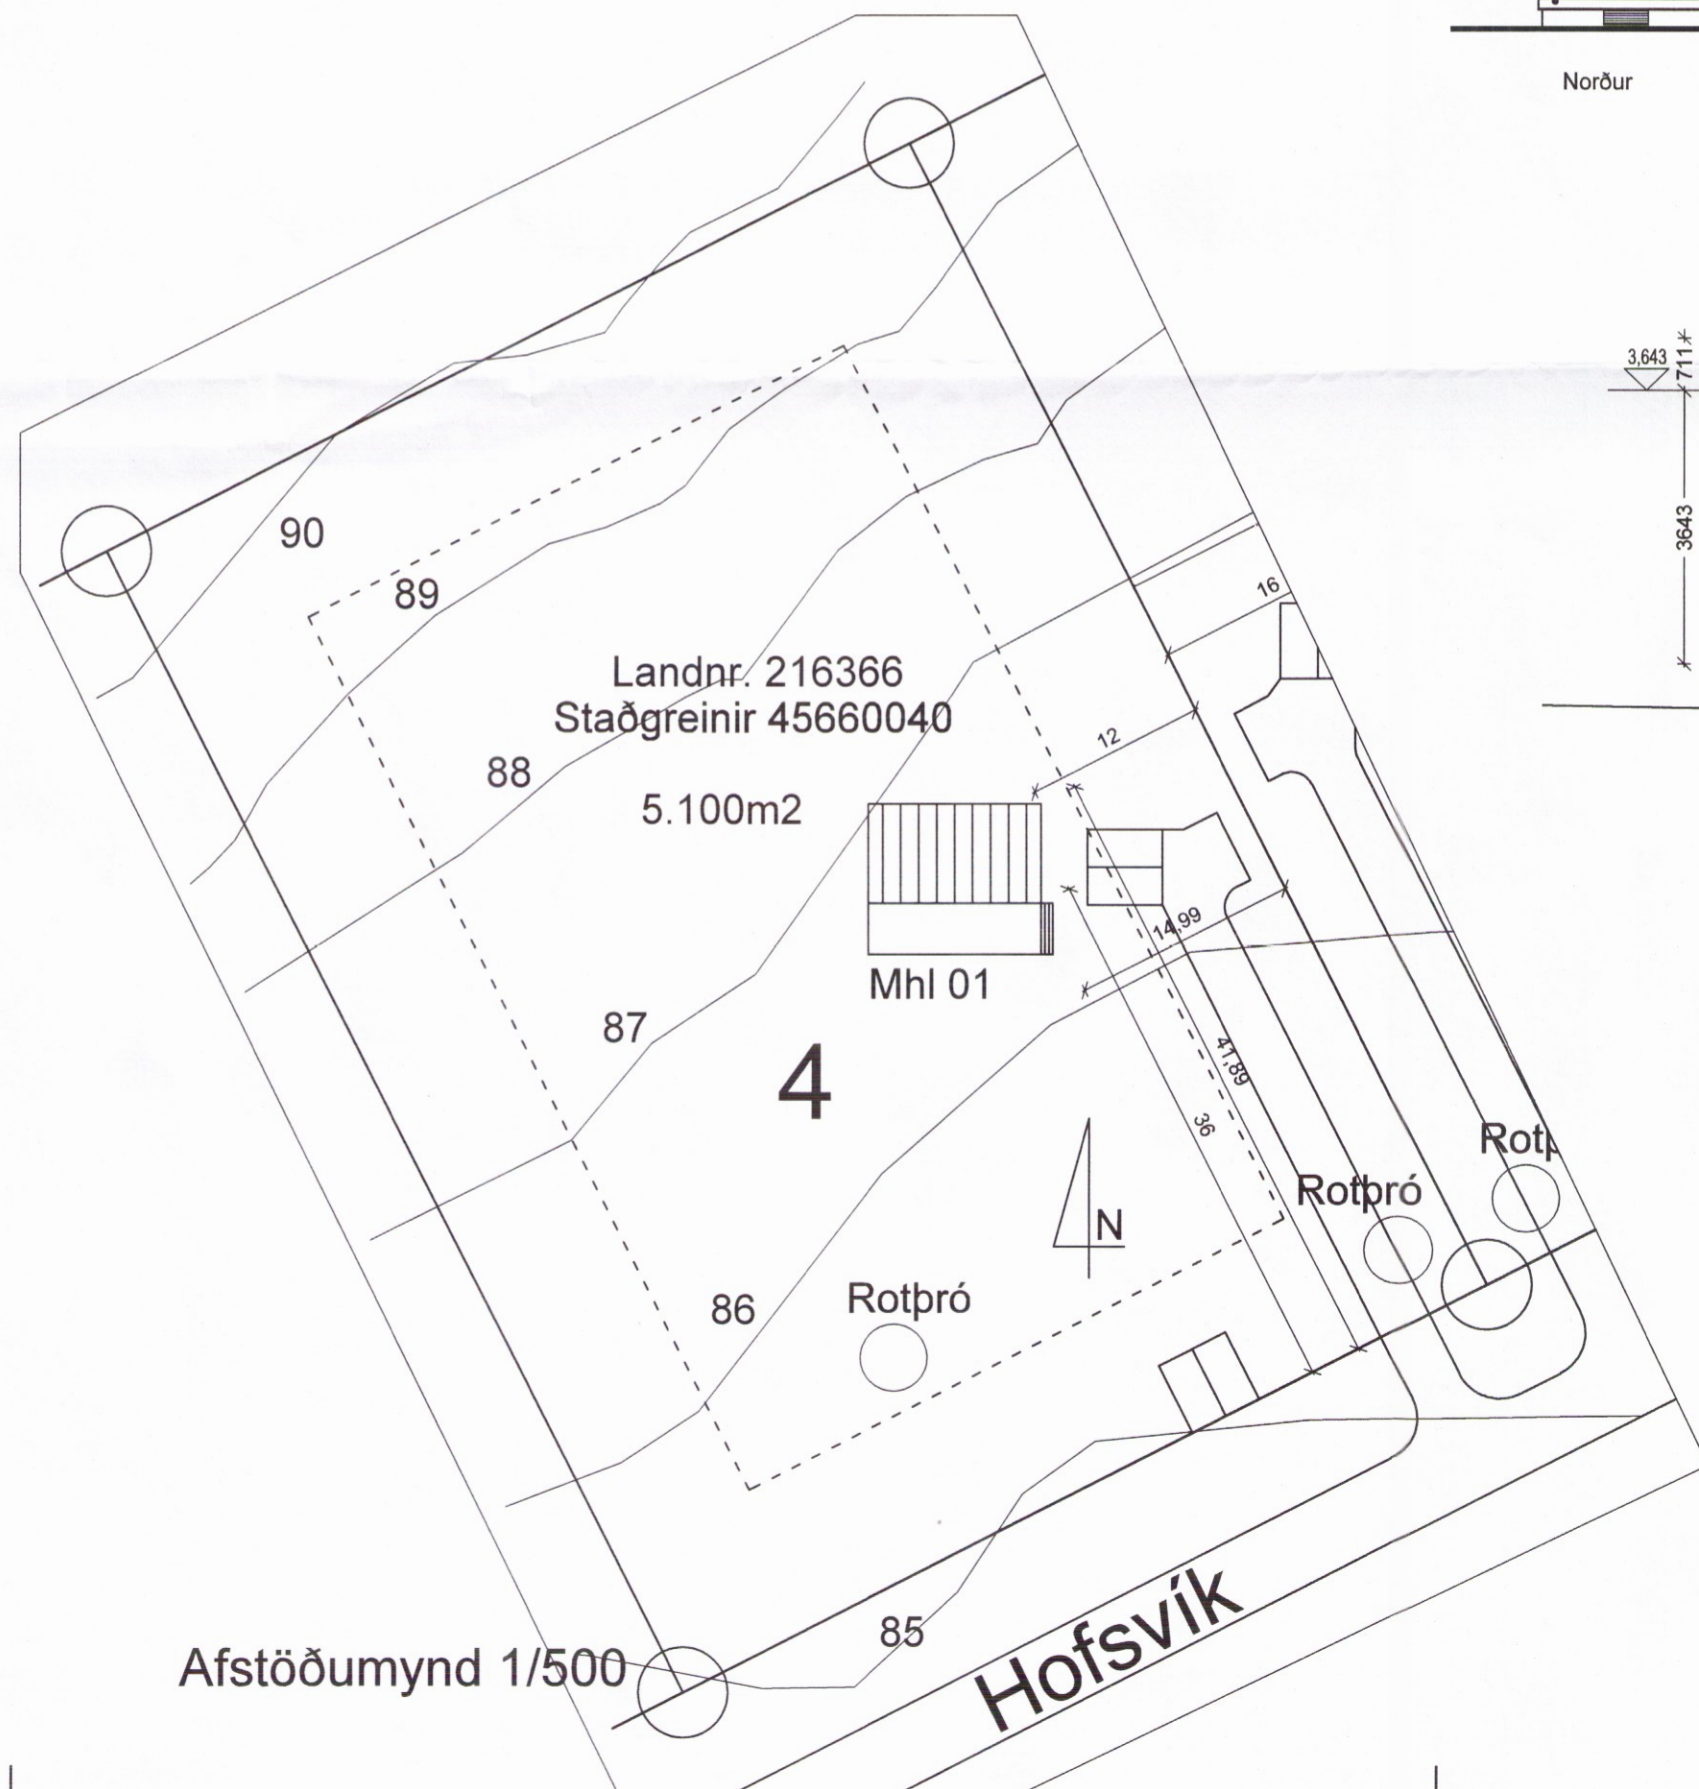 Norður
3,643
711
3643
90
89
16
Landnr. 216366
Staðgreinir 45660040
12
88
5.100m2
14,99
Mhl 01
87
4
41,89
36
Rotþ
Rotþró
N
86
Rotþró
85
Hofsvík
Afstöðumynd 1/500